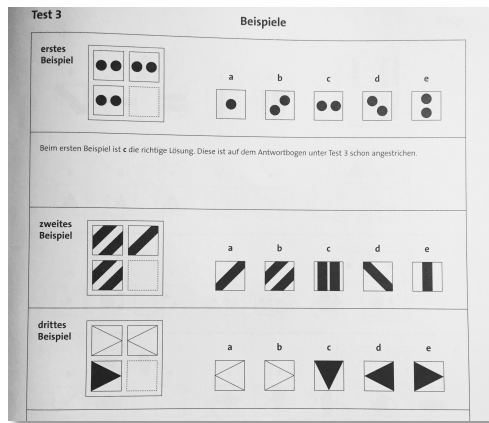 Test 3
Beispiele
erstes
Beispiel
a b c d e
Beim ersten Beispiel ist c die richtige Lösung. Diese ist auf dem Antwortbogen unter Test 3 schon angestrichen.
zweites
Beispiel
a b c d e
drittes
Beispiel
a b c d e